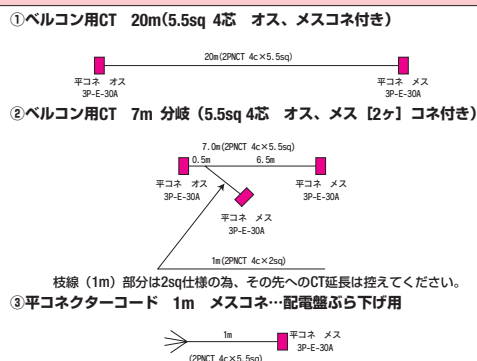 ①ベルコン用CT 20m(5.5sq 4芯 オス、メスコネ付き)
20m(2PNCT 4c×5.5sq)
平コネ オス
3P-E-30A
平コネ メス
3P-E-30A
②ベルコン用CT 7m 分岐（5.5sq 4芯 オス、メス［2ヶ］コネ付き）
7.0m(2PNCT 4c×5.5sq)
0.5m 6.5m
平コネ オス
3P-E-30A
平コネ メス
3P-E-30A
平コネ メス
3P-E-30A
1m(2PNCT 4c×2sq)
枝線（1m）部分は2sq仕様の為、その先へのCT延長は控えてください。
③平コネクターコード 1m メスコネ…配電盤ぶら下げ用
1m
平コネ メス
3P-E-30A
(2PNCT 4c×5.5sq)